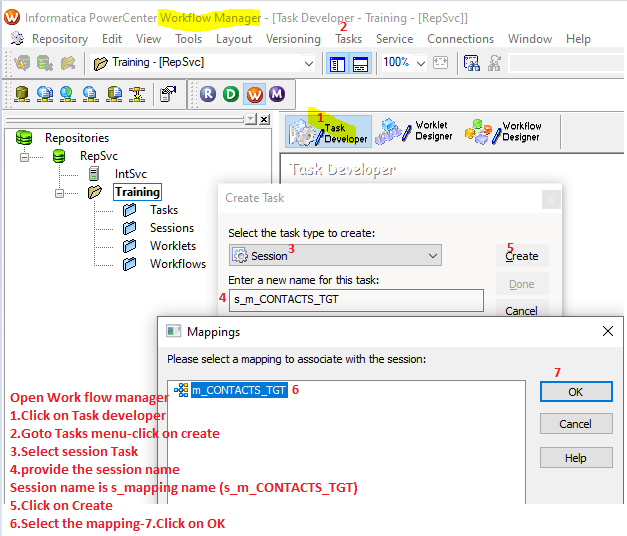 Informatica PowerCenter Workflow Manager - [Task Developer - Training - [RepSvc]]
2
Repository Edit View Tools Layout Versioning Tasks Service Connections Window Help
Training - [RepSvc] 100%
R D W M
Repositories
RepSvc
IntSvc
Training
Tasks
Sessions
Worklets
Workflows
1 Task Developer Worklet Designer Workflow Designer
Task Developer
Create Task
Select the task type to create:
Session 3
5
Create
Enter a new name for this task:
Done
4 s_m_CONTACTS_TGT
Cancel
Mappings
Please select a mapping to associate with the session:
7
m_CONTACTS_TGT 6
OK
Cancel
Help
Open Work flow manager
1.Click on Task developer
2.Goto Tasks menu-click on create
3.Select session Task
4.provide the session name
Session name is s_mapping name (s_m_CONTACTS_TGT)
5.Click on Create
6.Select the mapping-7.Click on OK